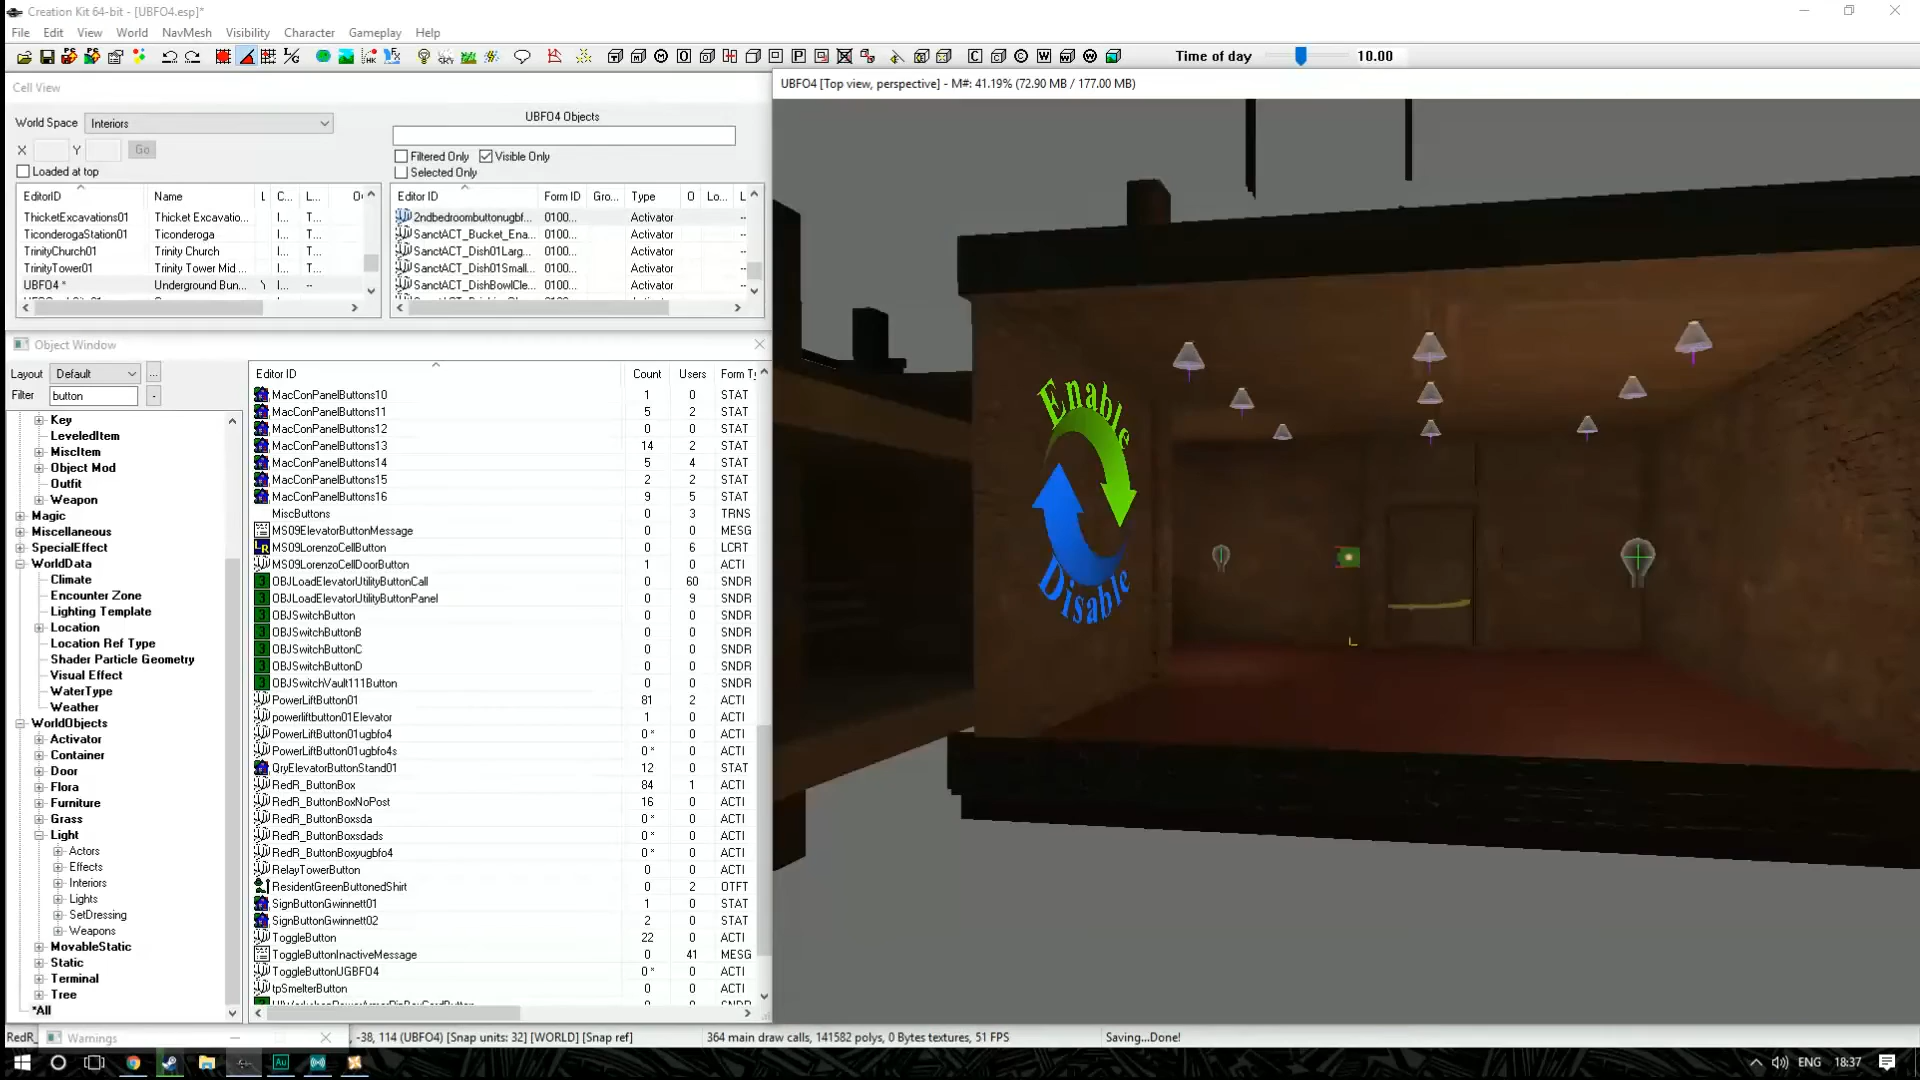 Creation Kit 64-bit - [UBFO4.esp]*
File Edit View World NavMesh Visibility Character Gameplay Help
Time of day 10.00
Cell View
UBFO4 [Top view, perspective] - M#: 41.19% (72.90 MB / 177.00 MB)
World Space Interiors
UBFO4 Objects
X Y Go
Filtered Only Visible Only
Loaded at top
Selected Only
EditorID Name L C... L...
Editor ID Form ID Gro... Type O Lo... L
ThicketExcavations01 Thicket Excavatio... I... T...
2ndbedroombuttonugbf... 0100... Activator --
TiconderogaStation01 Ticonderoga I... T...
SanctACT_Bucket_Ena... 0100... Activator --
TrinityChurch01 Trinity Church I... T...
SanctACT_Dish01Larg... 0100... Activator --
TrinityTower01 Trinity Tower Mid ... I... T...
SanctACT_Dish01Small... 0100... Activator --
UBFO4 * Underground Bun... Y I... --
SanctACT_DishBowlCle... 0100... Activator --
Object Window
Layout Default ...
Filter button -
Key
LeveledItem
MiscItem
Object Mod
Outfit
Weapon
Magic
Miscellaneous
SpecialEffect
WorldData
Climate
Encounter Zone
Lighting Template
Location
Location Ref Type
Shader Particle Geometry
Visual Effect
WaterType
Weather
WorldObjects
Activator
Container
Door
Flora
Furniture
Grass
Light
Actors
Effects
Interiors
Lights
SetDressing
Weapons
MovableStatic
Static
Terminal
Tree
*All
Editor ID Count Users Form Ty
MacConPanelButtons10 1 0 STAT
MacConPanelButtons11 5 2 STAT
MacConPanelButtons12 0 0 STAT
MacConPanelButtons13 14 2 STAT
MacConPanelButtons14 5 4 STAT
MacConPanelButtons15 2 2 STAT
MacConPanelButtons16 9 5 STAT
MiscButtons 0 3 TRNS
MS09ElevatorButtonMessage 0 0 MESG
MS09LorenzoCellButton 0 6 LCRT
MS09LorenzoCellDoorButton 1 0 ACTI
OBJLoadElevatorUtilityButtonCall 0 60 SNDR
OBJLoadElevatorUtilityButtonPanel 0 9 SNDR
OBJSwitchButton 0 0 SNDR
OBJSwitchButtonB 0 0 SNDR
OBJSwitchButtonC 0 0 SNDR
OBJSwitchButtonD 0 0 SNDR
OBJSwitchVault111Button 0 0 SNDR
PowerLiftButton01 81 2 ACTI
powerliftbutton01Elevator 1 0 ACTI
PowerLiftButton01ugbfo4 0 * 0 ACTI
PowerLiftButton01ugbfo4s 0 * 0 ACTI
QryElevatorButtonStand01 12 0 STAT
RedR_ButtonBox 84 1 ACTI
RedR_ButtonBoxNoPost 16 0 ACTI
RedR_ButtonBoxsda 0 * 0 ACTI
RedR_ButtonBoxsdads 0 * 0 ACTI
RedR_ButtonBoxyugbfo4 0 * 0 ACTI
RelayTowerButton 0 0 ACTI
ResidentGreenButtonedShirt 0 2 OTFT
SignButtonGwinnett01 1 0 STAT
SignButtonGwinnett02 2 0 STAT
ToggleButton 22 0 ACTI
ToggleButtonInactiveMessage 0 41 MESG
ToggleButtonUGBFO4 0 * 0 ACTI
tpSmelterButton 0 0 ACTI
Enable
Disable
RedR_ Warnings , -38, 114 (UBFO4) [Snap units: 32] [WORLD] [Snap ref] 364 main draw calls, 141582 polys, 0 Bytes textures, 51 FPS Saving...Done!
Au ENG 18:37